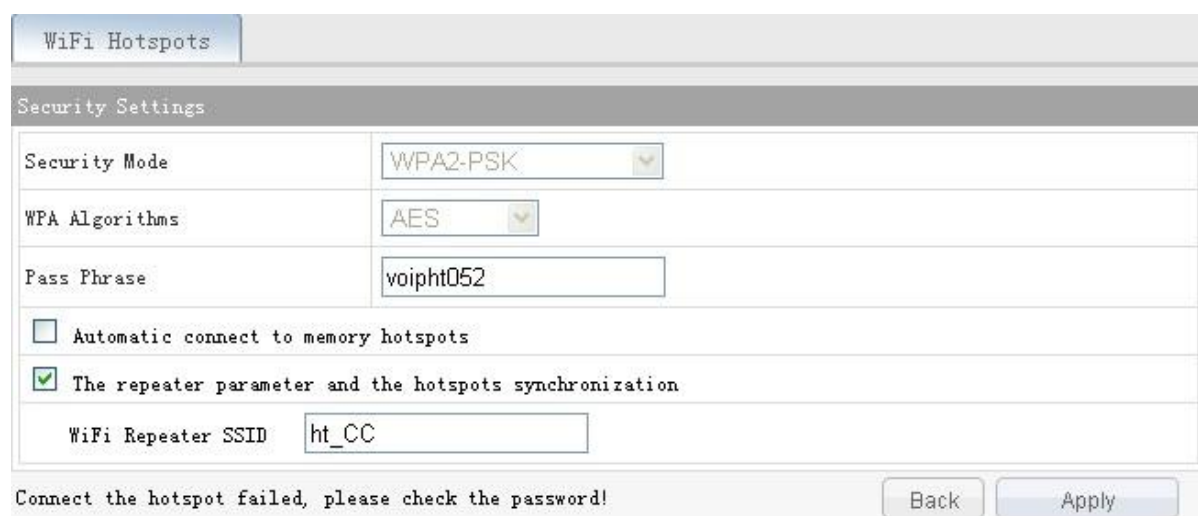 WiFi Hotspots
Security Settings
Security Mode WPA2-PSK
WPA Algorithms AES
Pass Phrase voipht052
Automatic connect to memory hotspots
The repeater parameter and the hotspots synchronization
WiFi Repeater SSID ht_CC
Connect the hotspot failed, please check the password! Back Apply